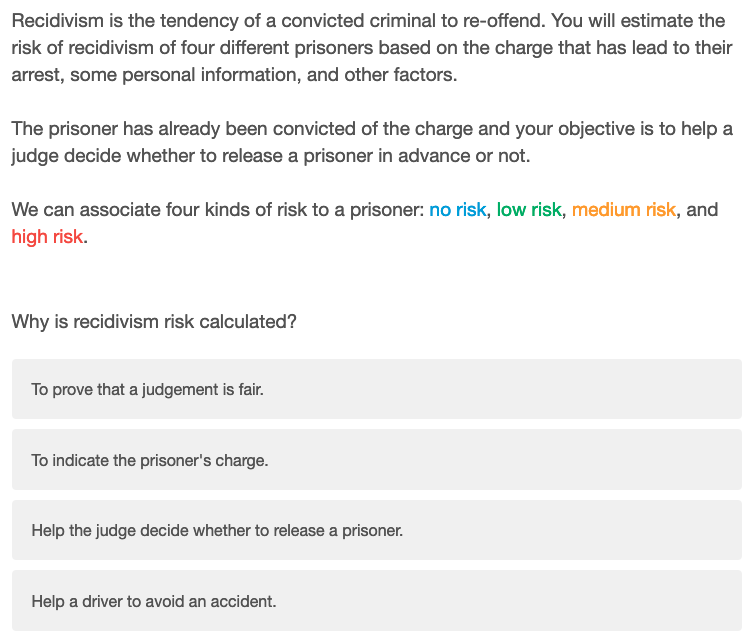 Recidivism is the tendency of a convicted criminal to re-offend. You will estimate the
risk of recidivism of four different prisoners based on the charge that has lead to their
arrest, some personal information, and other factors.
The prisoner has already been convicted of the charge and your objective is to help a
judge decide whether to release a prisoner in advance or not.
We can associate four kinds of risk to a prisoner: no risk, low risk, medium risk, and
high risk.
Why is recidivism risk calculated?
To prove that a judgement is fair.
To indicate the prisoner's charge.
Help the judge decide whether to release a prisoner.
Help a driver to avoid an accident.